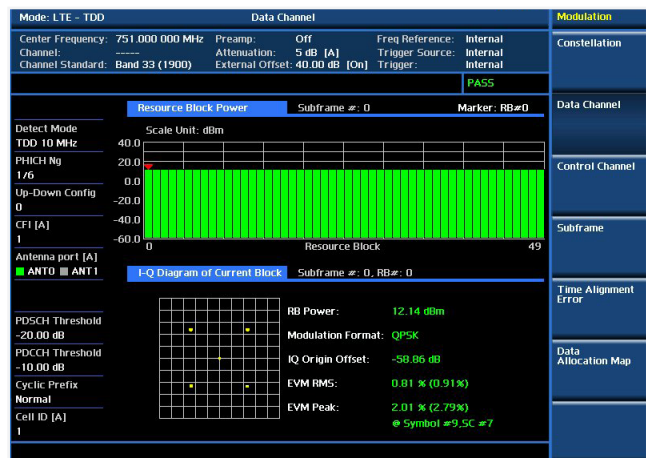 Mode: LTE - TDD Data Channel Modulation
Center Frequency: 751.000 000 MHz Preamp: Off Freq Reference: Internal
Channel: ----- Attenuation: 5 dB [A] Trigger Source: Internal
Channel Standard: Band 33 (1900) External Offset: 40.00 dB [On] Trigger: Internal
PASS
Constellation
Data Channel
Control Channel
Subframe
Time Alignment
Error
Data
Allocation Map
Detect Mode
TDD 10 MHz
PHICH Ng
1/6
Up-Down Config
0
CFI [A]
1
Antenna port [A]
ANT0 ANT1
PDSCH Threshold
-20.00 dB
PDCCH Threshold
-10.00 dB
Cyclic Prefix
Normal
Cell ID [A]
1
Resource Block Power Subframe #: 0 Marker: RB#0
Scale Unit: dBm
40.0
20.0
0.0
-20.0
-40.0
-60.0
0 Resource Block 49
I-Q Diagram of Current Block Subframe #: 0, RB#: 0
RB Power: 12.14 dBm
Modulation Format: QPSK
IQ Origin Offset: -58.86 dB
EVM RMS: 0.81 % (0.91%)
EVM Peak: 2.01 % (2.79%)
@ Symbol #9,SC #7